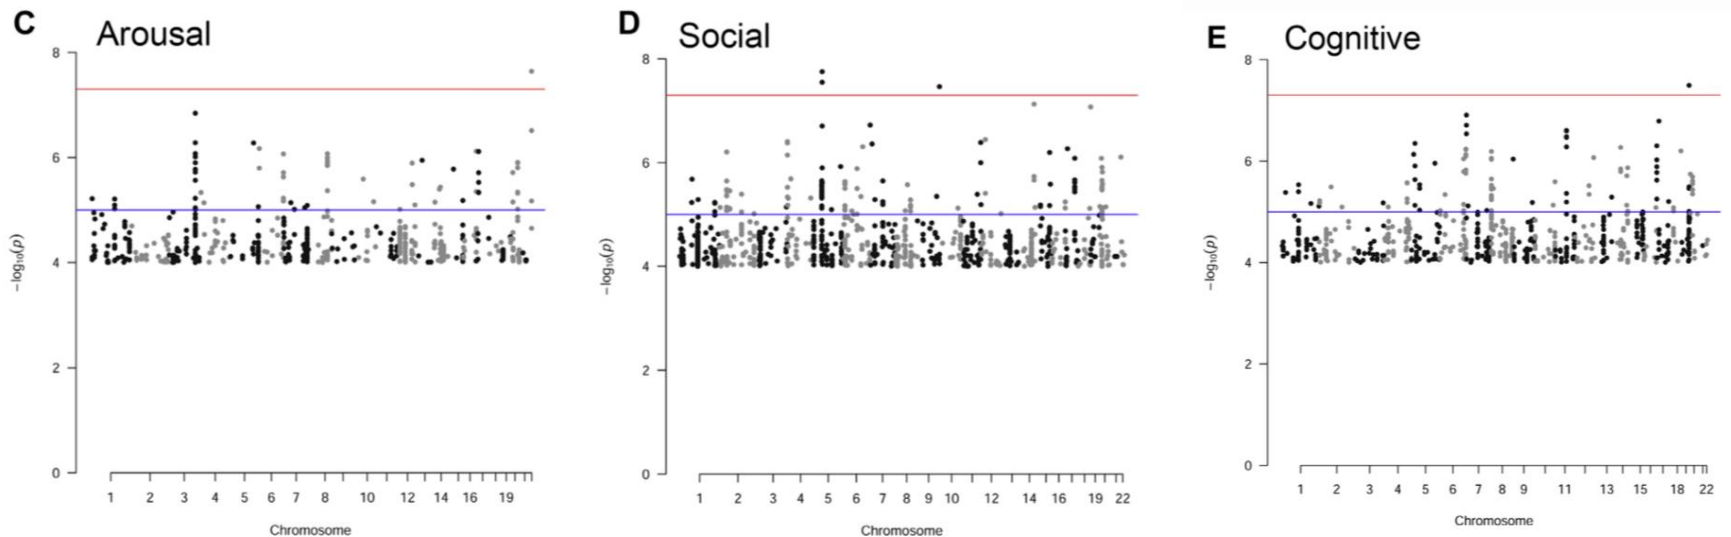 C Arousal
8
6
4
2
0
−log₁₀(p)
1 2 3 4 5 6 7 8 10 12 14 16 19
Chromosome
D Social
8
6
4
2
0
−log₁₀(p)
1 2 3 4 5 6 7 8 9 10 12 14 16 19 22
Chromosome
E Cognitive
8
6
4
2
0
−log₁₀(p)
1 2 3 4 5 6 7 8 9 11 13 15 18 22
Chromosome